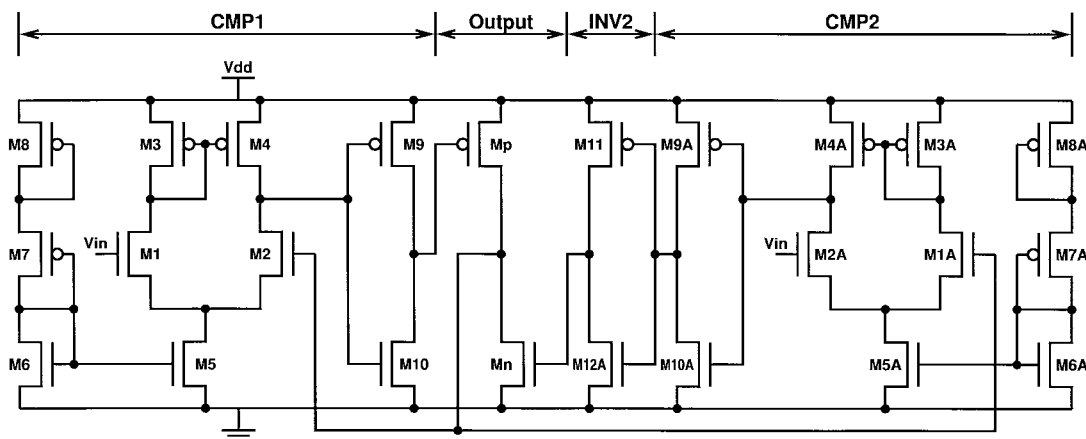 CMP1 Output INV2 CMP2
Vdd
M8 M3 M4 M9 Mp M11 M9A M4A M3A M8A
M7 Vin M1 M2 Vin M2A M1A M7A
M6 M5 M10 Mn M12A M10A M5A M6A